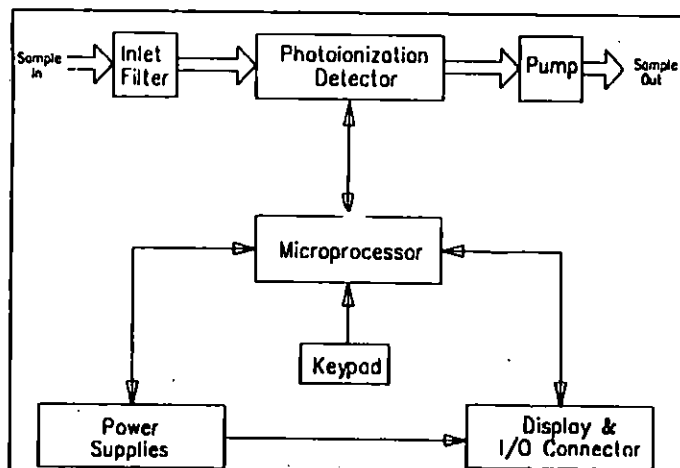 Sample
In
Inlet
Filter
Photoionization
Detector
Pump
Sample
Out
Microprocessor
Keypad
Power
Supplies
Display &
I/O Connector